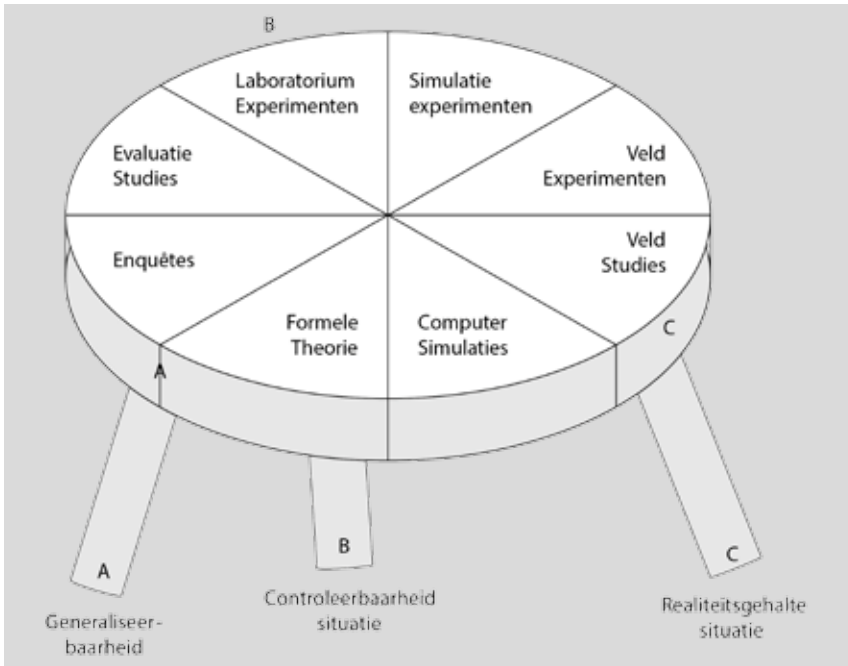 B
Laboratorium
Experimenten
Simulatie
experimenten
Evaluatie
Studies
Veld
Experimenten
Enquêtes
Veld
Studies
Formele
Theorie
Computer
Simulaties
C
A
A
B
C
Generaliseer-
baarheid
Controleerbaarheid
situatie
Realiteitsgehalte
situatie